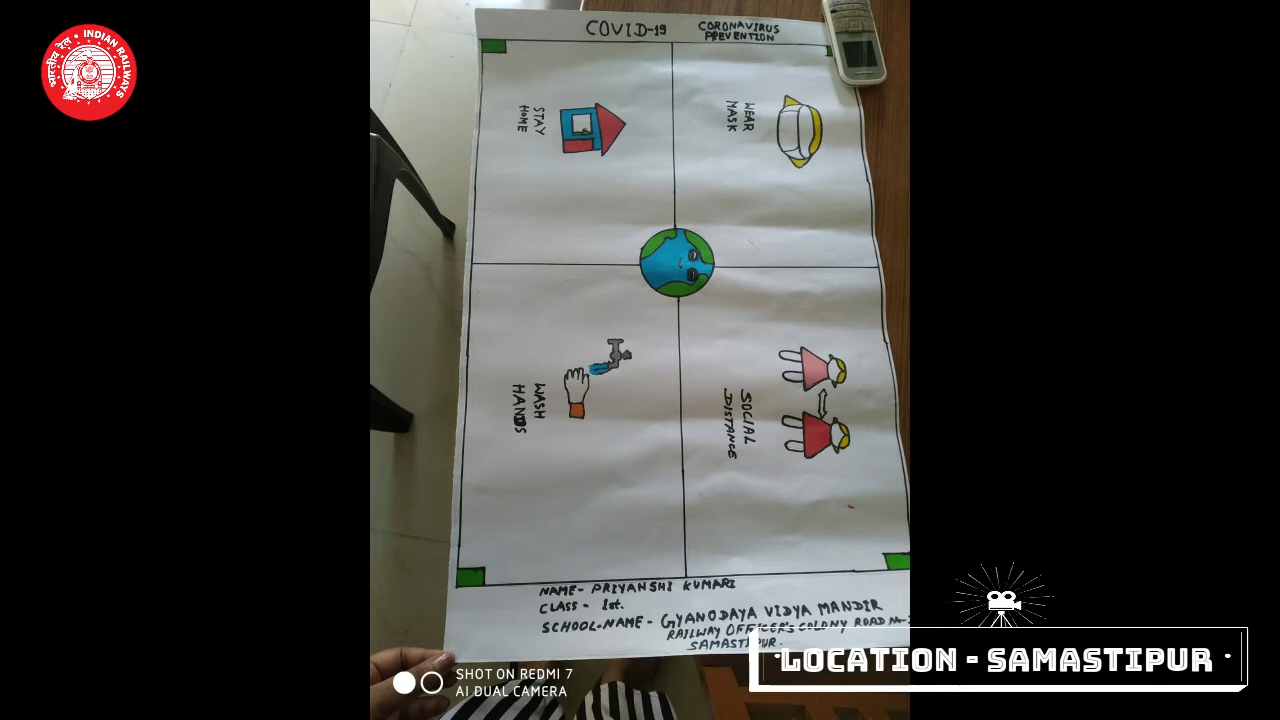 भारतीय रेल INDIAN RAILWAYS
COVID-19 CORONAVIRUS
PREVENTION
STAY
HOME
WEAR
MASK
WASH
HANDS
SOCIAL
DISTANCE
NAME- PRIYANSHI KUMARI
CLASS - 1st.
SCHOOL-NAME - GYANODAYA VIDYA MANDIR
RAILWAY OFFICER'S COLONY ROAD No-
SAMASTIPUR.
SHOT ON REDMI 7
AI DUAL CAMERA
LOCATION - SAMASTIPUR